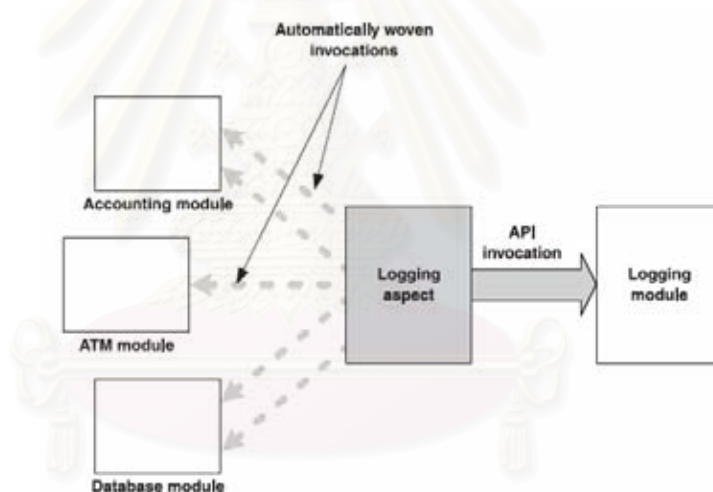 Automatically woven
invocations
Accounting module
API
invocation
Logging
aspect
Logging
module
ATM module
Database module